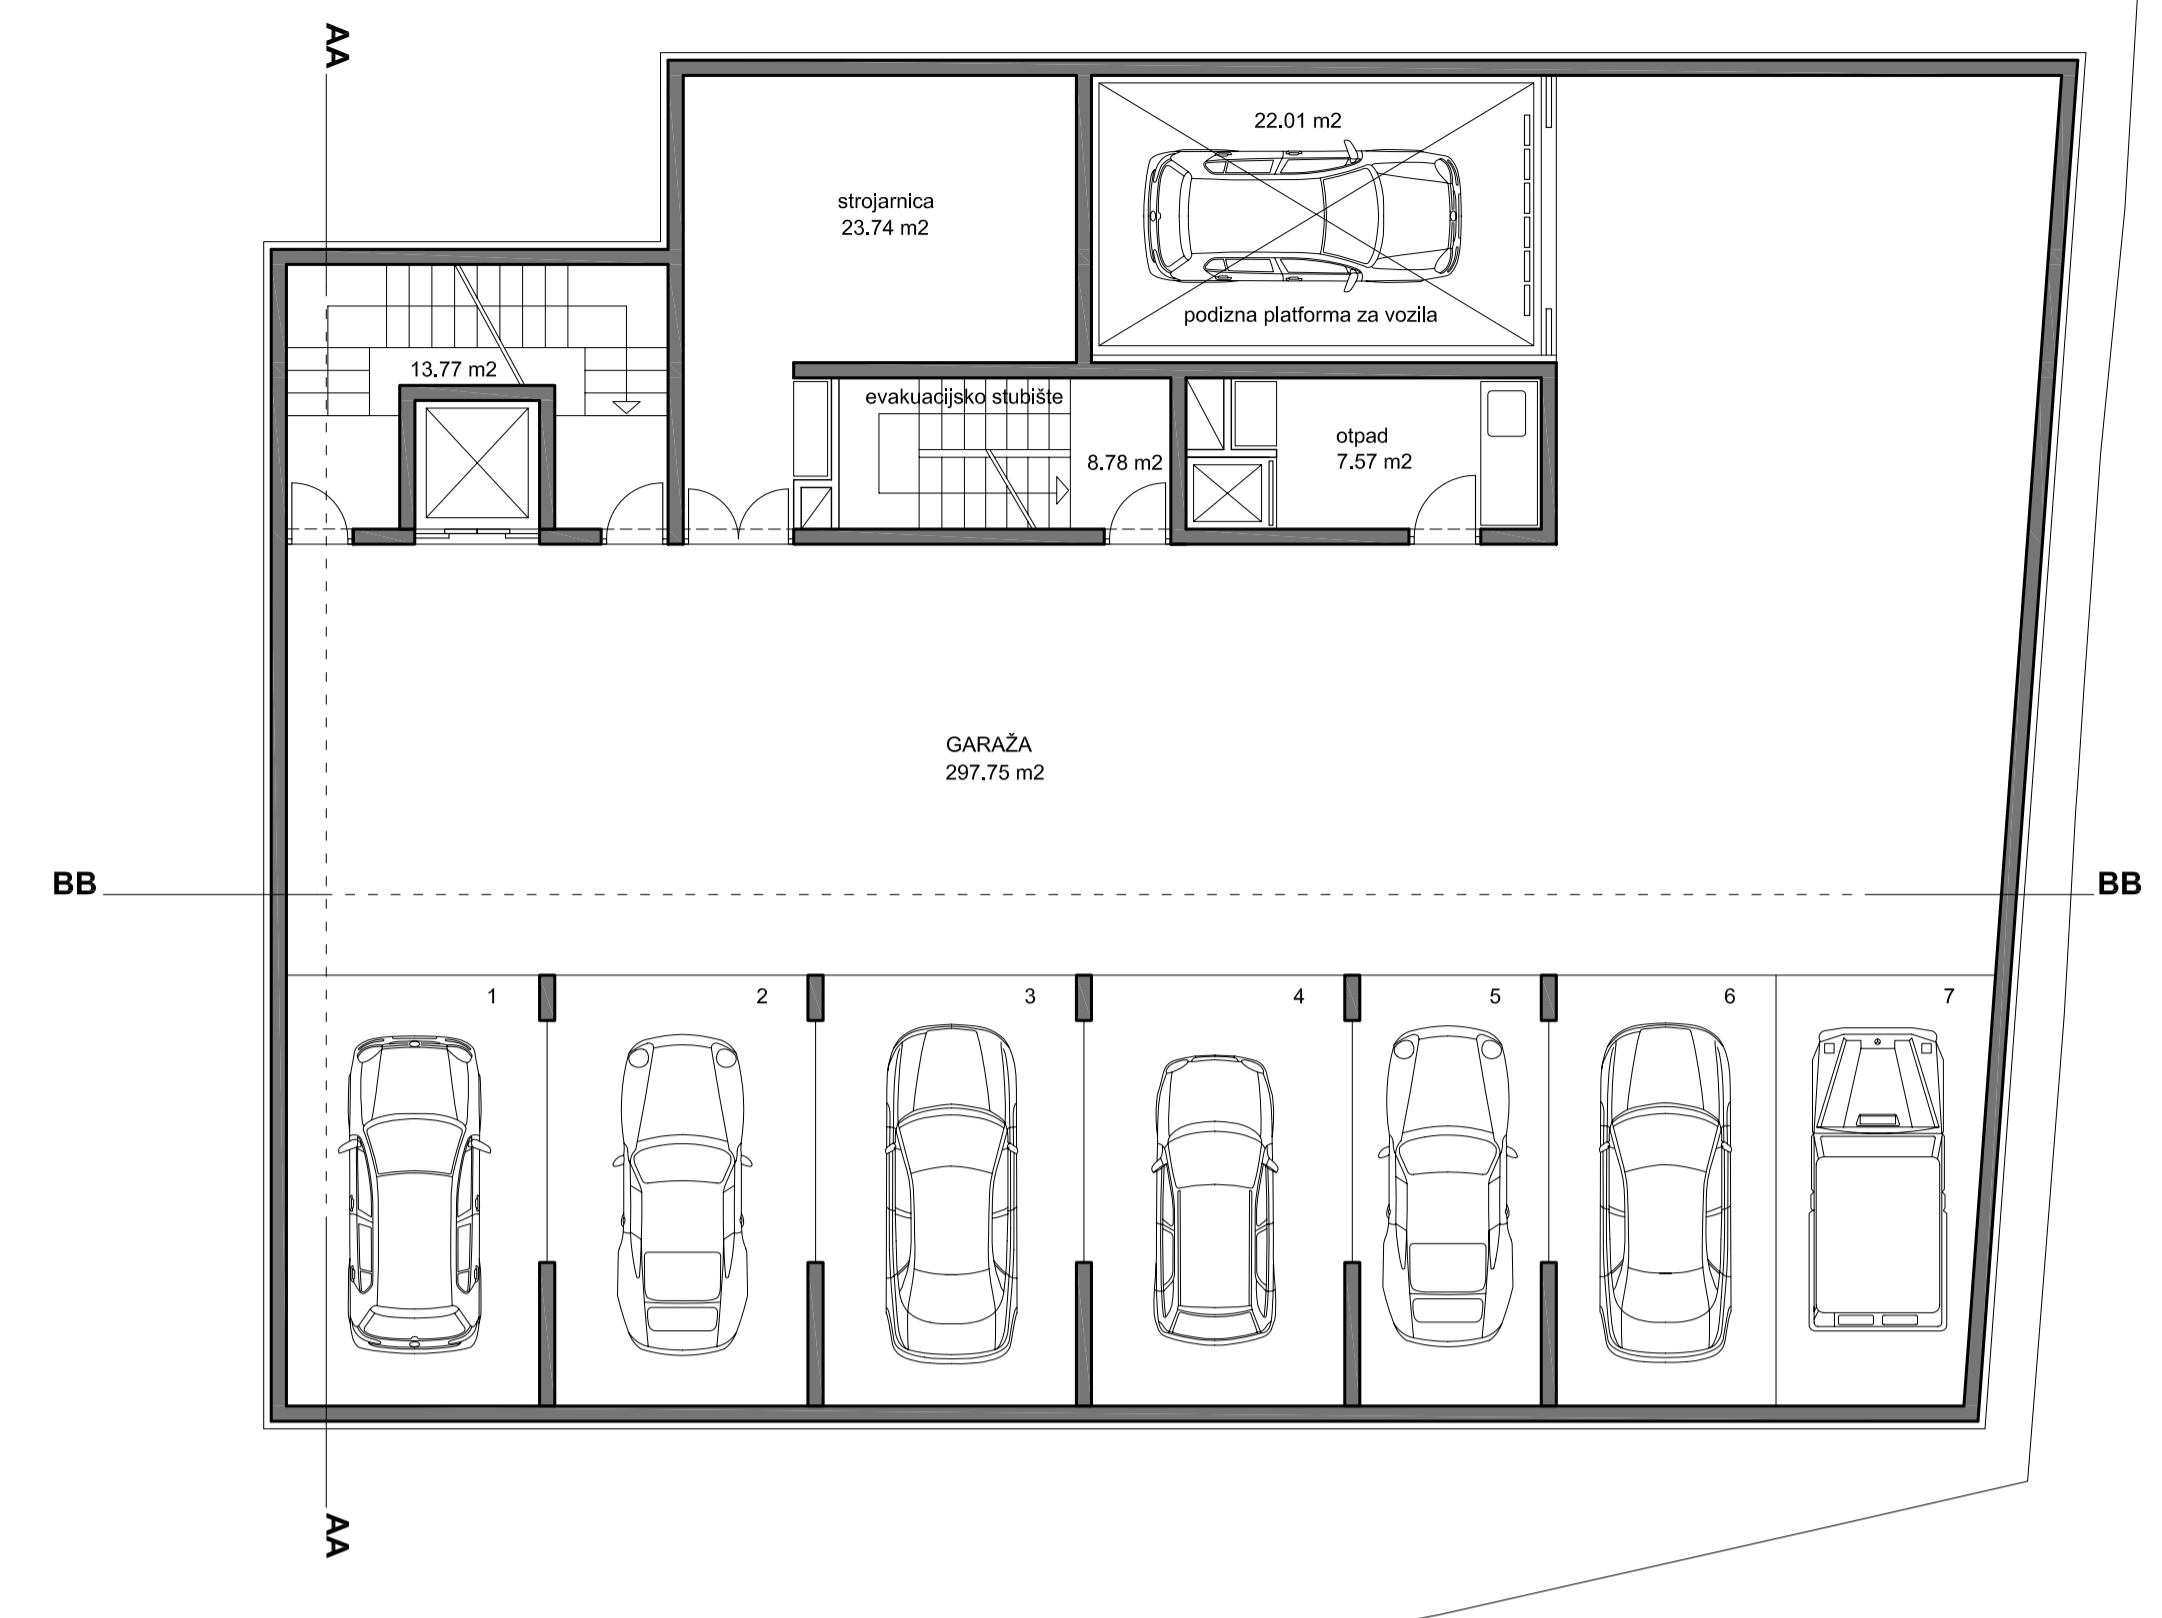 AA
22.01 m2
strojarnica
23.74 m2
podizna platforma za vozila
13.77 m2
evakuacijsko stubište
otpad
8.78 m2
7.57 m2
GARAŽA
297.75 m2
BB
BB
1
2
3
4
5
6
7
AA